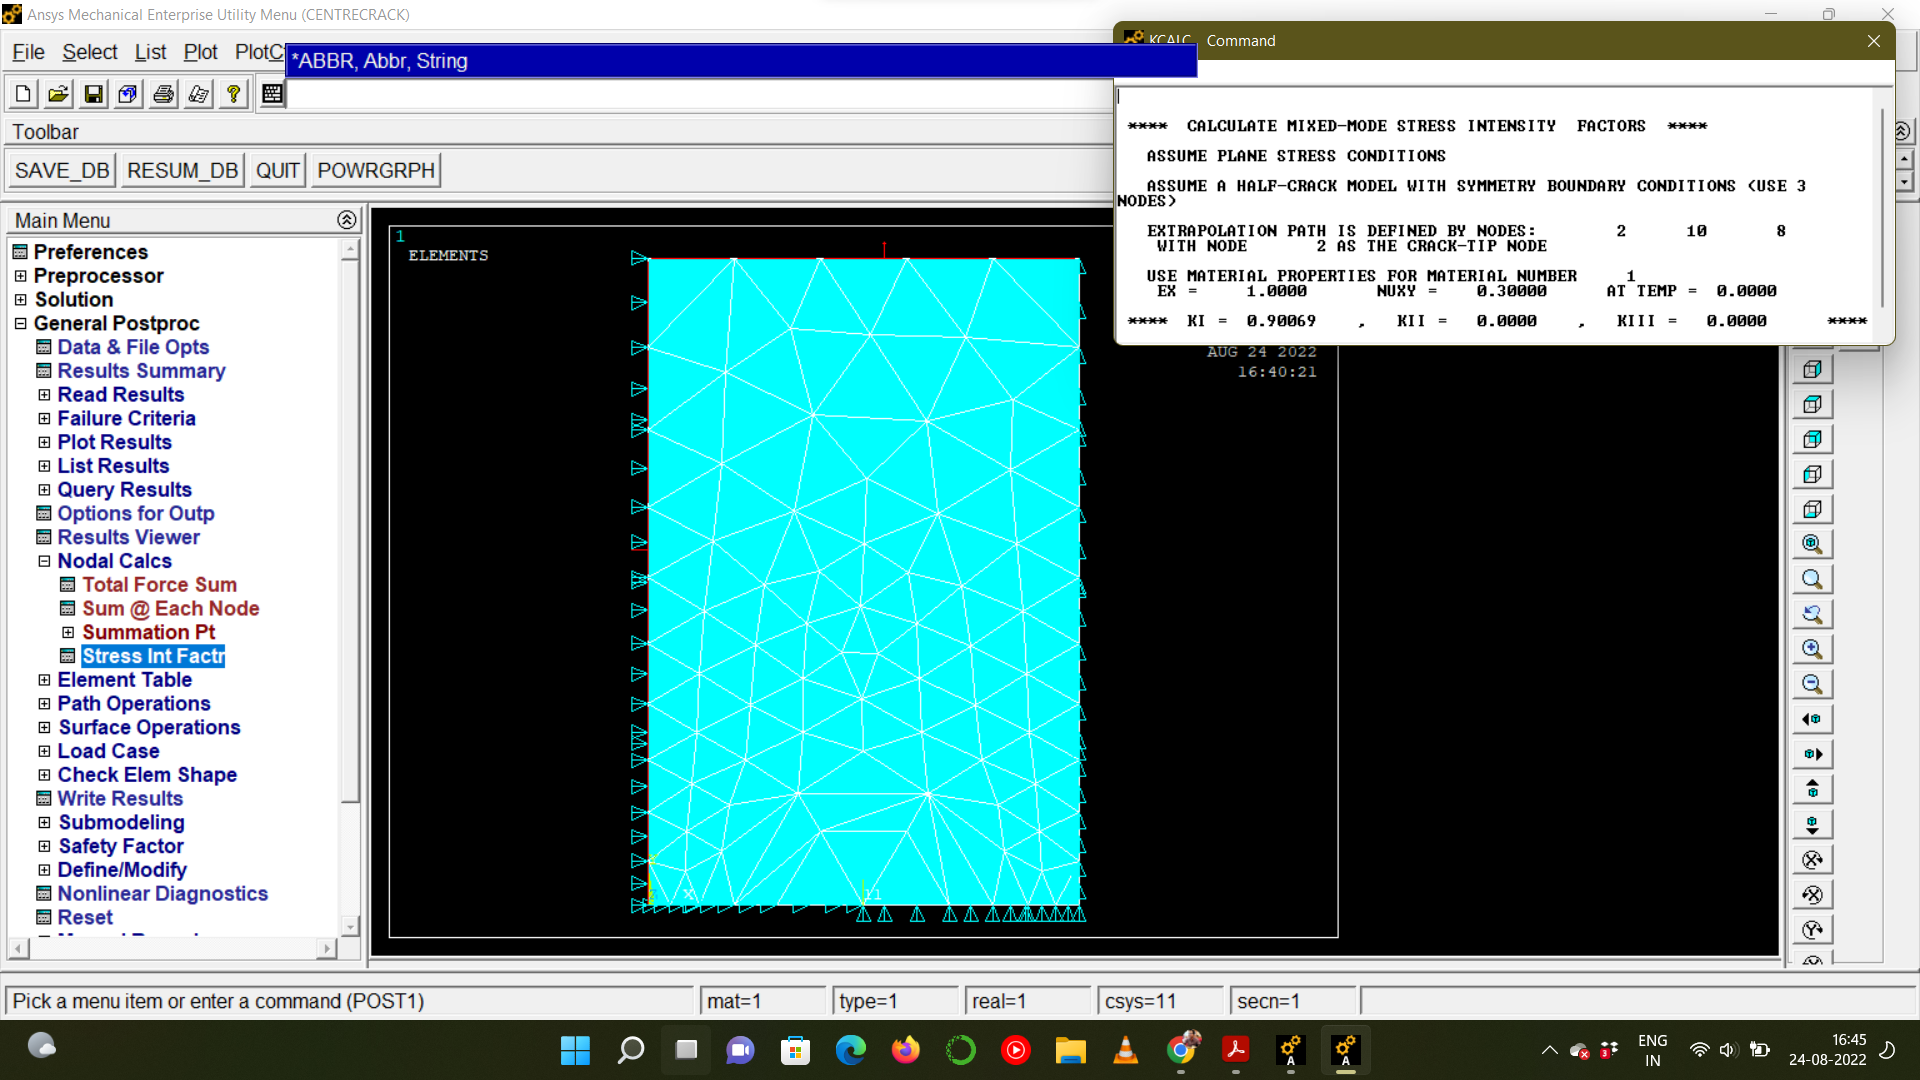 Ansys Mechanical Enterprise Utility Menu (CENTRECRACK)
File Select List Plot PlotC
*ABBR, Abbr, String
Toolbar
SAVE_DB RESUM_DB QUIT POWRGRPH
KCALC Command
**** CALCULATE MIXED-MODE STRESS INTENSITY FACTORS ****
ASSUME PLANE STRESS CONDITIONS
ASSUME A HALF-CRACK MODEL WITH SYMMETRY BOUNDARY CONDITIONS (USE 3
NODES)
EXTRAPOLATION PATH IS DEFINED BY NODES: 2 10 8
WITH NODE 2 AS THE CRACK-TIP NODE
USE MATERIAL PROPERTIES FOR MATERIAL NUMBER 1
EX = 1.0000 NUXY = 0.30000 AT TEMP = 0.0000
**** KI = 0.90069 , KII = 0.0000 , KIII = 0.0000 ****
Main Menu
Preferences
Preprocessor
Solution
General Postproc
Data & File Opts
Results Summary
Read Results
Failure Criteria
Plot Results
List Results
Query Results
Options for Outp
Results Viewer
Nodal Calcs
Total Force Sum
Sum @ Each Node
Summation Pt
Stress Int Factr
Element Table
Path Operations
Surface Operations
Load Case
Check Elem Shape
Write Results
Submodeling
Safety Factor
Define/Modify
Nonlinear Diagnostics
Reset
1
ELEMENTS
AUG 24 2022
16:40:21
1
X
11
Pick a menu item or enter a command (POST1) mat=1 type=1 real=1 csys=11 secn=1
ENG
IN
16:45
24-08-2022